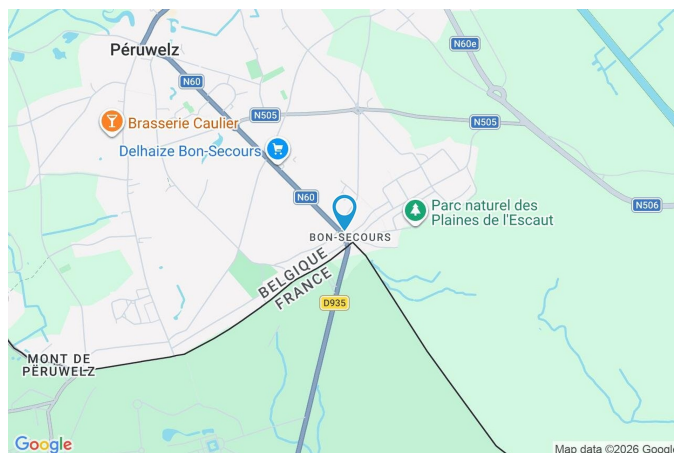 Péruwelz
N60
N60e
N505
N505
Brasserie Caulier
Delhaize Bon-Secours
N60
Parc naturel des
Plaines de l'Escaut
N506
BON-SECOURS
BELGIQUE
FRANCE
D935
MONT DE
PËRUWELZ
Google
Map data ©2026 Google